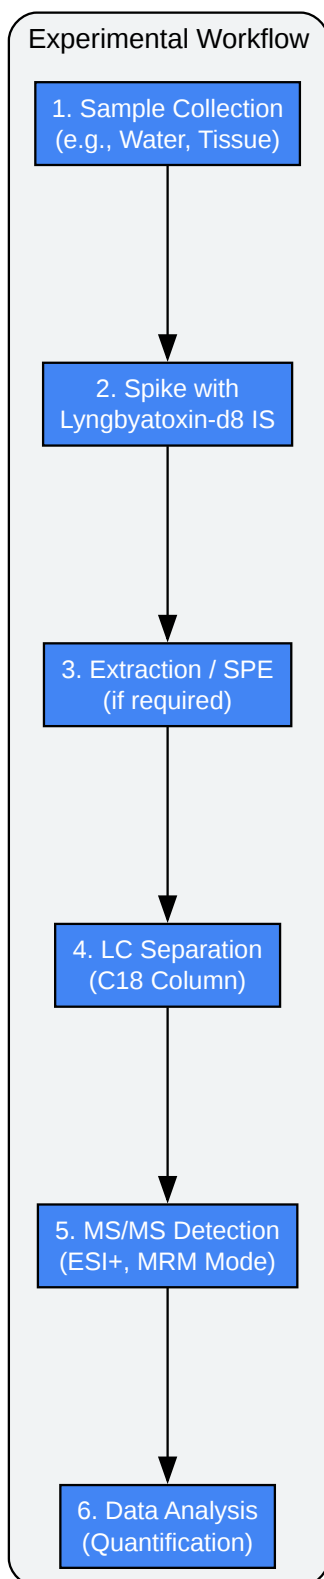 Experimental Workflow
1. Sample Collection
(e.g., Water, Tissue)
2. Spike with
Lyngbyatoxin-d8 IS
3. Extraction / SPE
(if required)
4. LC Separation
(C18 Column)
5. MS/MS Detection
(ESI+, MRM Mode)
6. Data Analysis
(Quantification)